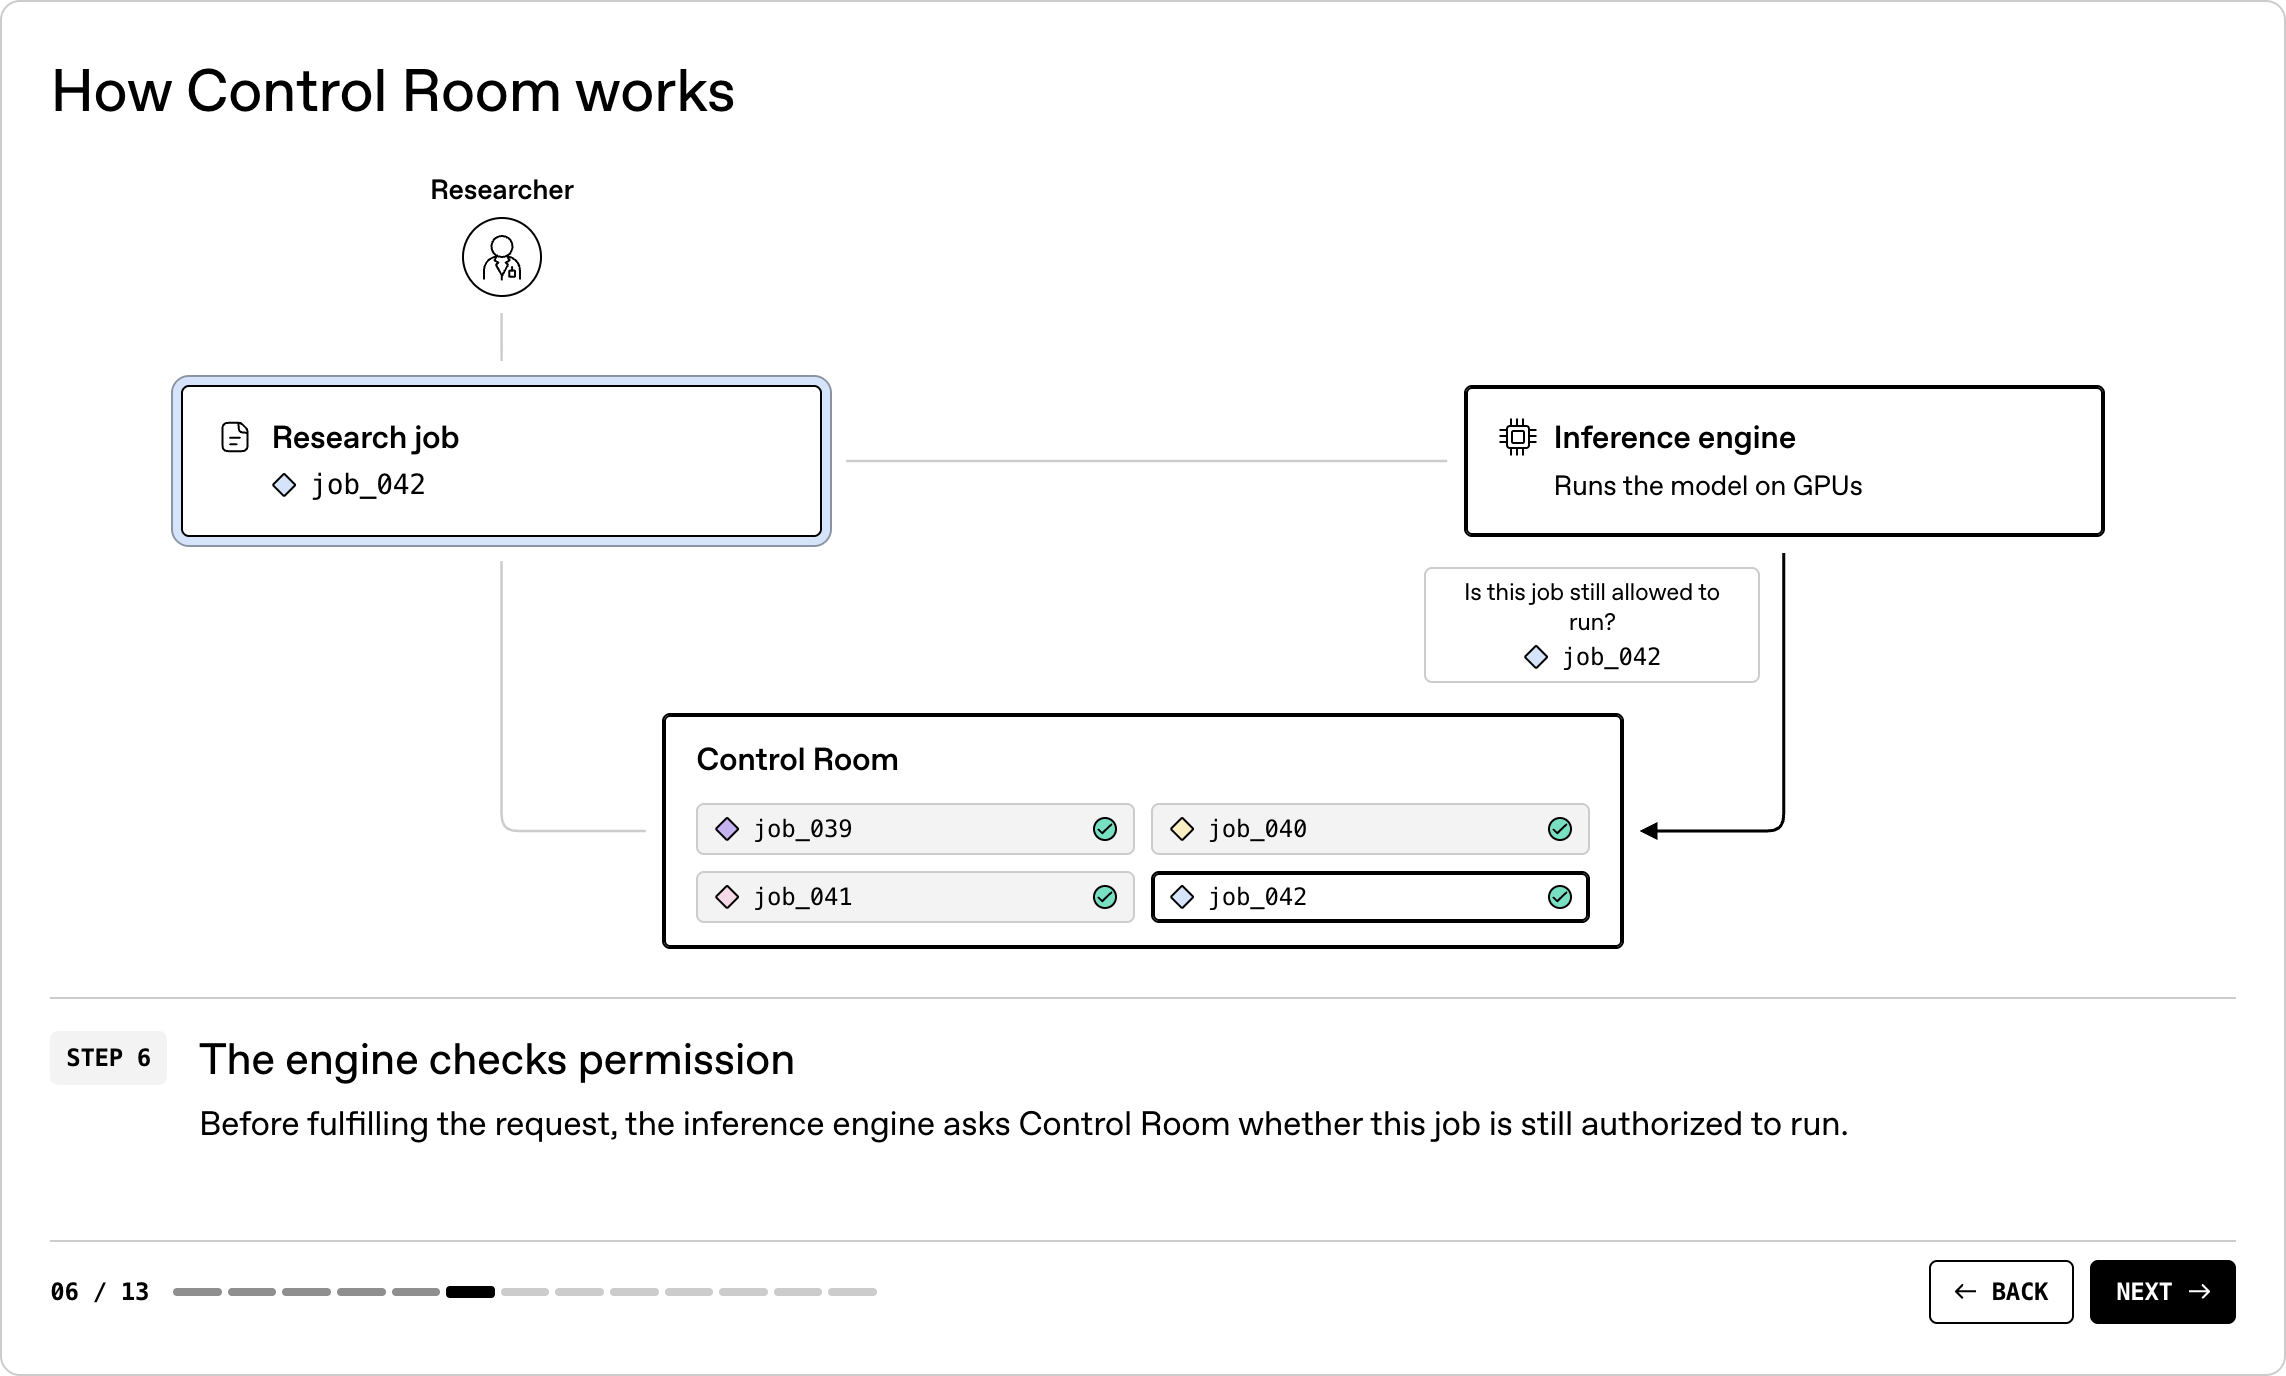 How Control Room works
Researcher
Research job
job_042
Inference engine
Runs the model on GPUs
Is this job still allowed to
run?
job_042
Control Room
job_039
job_040
job_041
job_042
STEP 6
The engine checks permission
Before fulfilling the request, the inference engine asks Control Room whether this job is still authorized to run.
06 / 13
← BACK
NEXT →